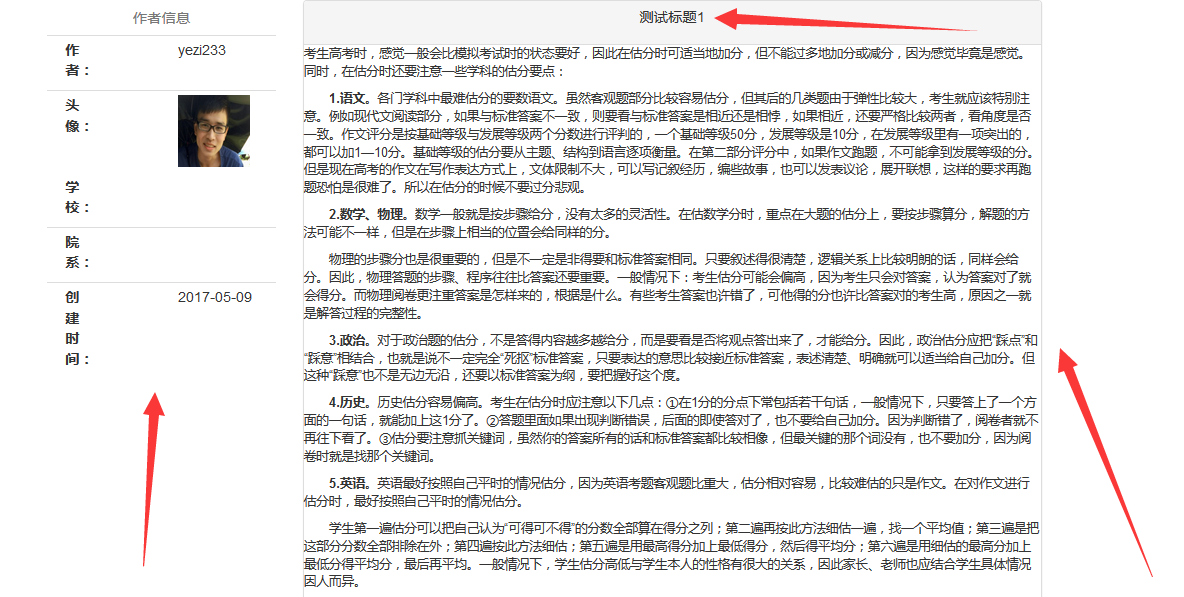 作者信息
作者：
yezi233
头像：
学校：
院系：
创建时间：
2017-05-09
测试标题1
考生高考时，感觉一般会比模拟考试时的状态要好，因此在估分时可适当地加分，但不能过多地加分或减分，因为感觉毕竟是感觉。
同时，在估分时还要注意一些学科的估分要点：
1.语文。各门学科中最难估分的要数语文。虽然客观题部分比较容易估分，但其后的几类题由于弹性比较大，考生就应该特别注
意。例如现代文阅读部分，如果与标准答案不一致，则要看与标准答案是相近还是相悖，如果相近，还要严格比较两者，看角度是否
一致。作文评分是按基础等级与发展等级两个分数进行评判的，一个基础等级50分，发展等级是10分，在发展等级里有一项突出的，
都可以加1—10分。基础等级的估分要从主题、结构到语言逐项衡量。在第二部分评分中，如果作文跑题，不可能拿到发展等级的分。
但是现在高考的作文在写作表达方式上，文体限制不大，可以写记叙经历，编些故事，也可以发表议论，展开联想，这样的要求再跑
题恐怕是很难了。所以在估分的时候不要过分悲观。
2.数学、物理。数学一般就是按步骤给分，没有太多的灵活性。在估数学分时，重点在大题的估分上，要按步骤算分，解题的方
法可能不一样，但是在步骤上相当的位置会给同样的分。
物理的步骤分也是很重要的，但是不一定是非得要和标准答案相同。只要叙述得很清楚，逻辑关系上比较明朗的话，同样会给
分。因此，物理答题的步骤、程序往往比答案还要重要。一般情况下：考生估分可能会偏高，因为考生只会对答案，认为答案对了就
会得分。而物理阅卷更注重答案是怎样来的，根据是什么。有些考生答案也许错了，可他得的分也许比答案对的考生高，原因之一就
是解答过程的完整性。
3.政治。对于政治题的估分，不是答得内容越多越给分，而是要看是否将观点答出来了，才能给分。因此，政治估分应把“踩点”和
“踩意”相结合，也就是说不一定完全“死抠”标准答案，只要表达的意思比较接近标准答案，表述清楚、明确就可以适当给自己加分。但
这种“踩意”也不是无边无沿，还要以标准答案为纲，要把握好这个度。
4.历史。历史估分容易偏高。考生在估分时应注意以下几点：①在1分的分点下常包括若干句话，一般情况下，只要答上了一个方
面的一句话，就能加上这1分了。②答题里面如果出现判断错误，后面的即使答对了，也不要给自己加分。因为判断错了，阅卷者就不
再往下看了。③估分要注意抓关键词，虽然你的答案所有的话和标准答案都比较相像，但最关键的那个词没有，也不要加分，因为阅
卷时就是找那个关键词。
5.英语。英语最好按照自己平时的情况估分，因为英语考题客观题比重大，估分相对容易，比较难估的只是作文。在对作文进行
估分时，最好按照自己平时的情况估分。
学生第一遍估分可以把自己认为“可得可不得”的分数全部算在得分之列；第二遍再按此方法细估一遍，找一个平均值；第三遍是把
这部分分数全部排除在外；第四遍按此方法细估；第五遍是用最高得分加上最低得分，然后得平均分；第六遍是用细估的最高分加上
最低分得平均分，最后再平均。一般情况下，学生估分高低与学生本人的性格有很大的关系，因此家长、老师也应结合学生具体情况
因人而异。